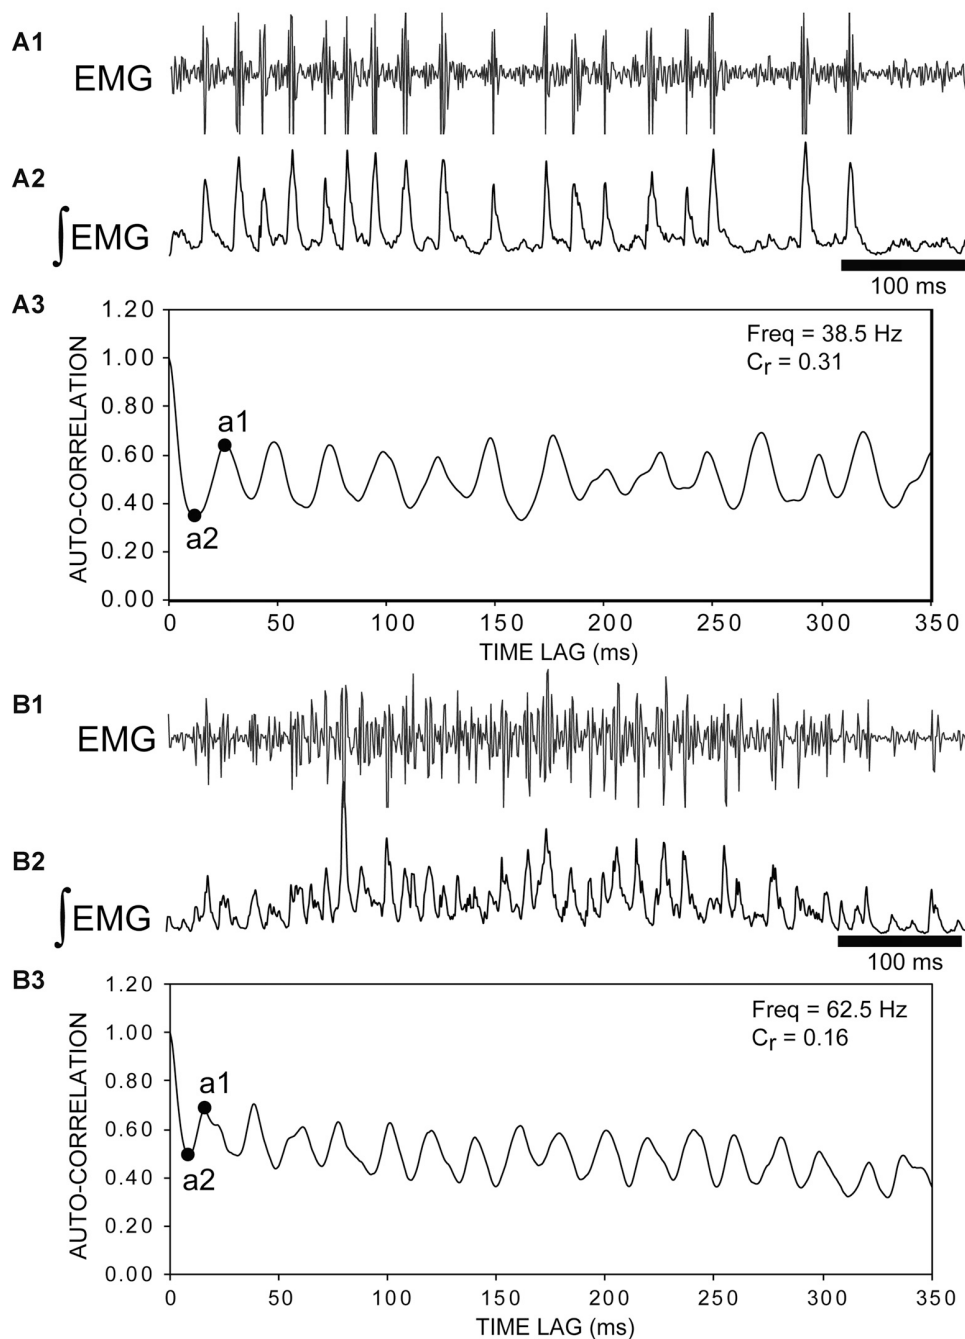 A1
EMG
A2
∫EMG
100 ms
A3
1.20
1.00
0.80
0.60
0.40
0.20
0.00
AUTO-CORRELATION
Freq = 38.5 Hz
Cr = 0.31
a1
a2
0 50 100 150 200 250 300 350
TIME LAG (ms)
B1
EMG
B2
∫EMG
100 ms
B3
1.20
1.00
0.80
0.60
0.40
0.20
0.00
AUTO-CORRELATION
Freq = 62.5 Hz
Cr = 0.16
a1
a2
0 50 100 150 200 250 300 350
TIME LAG (ms)